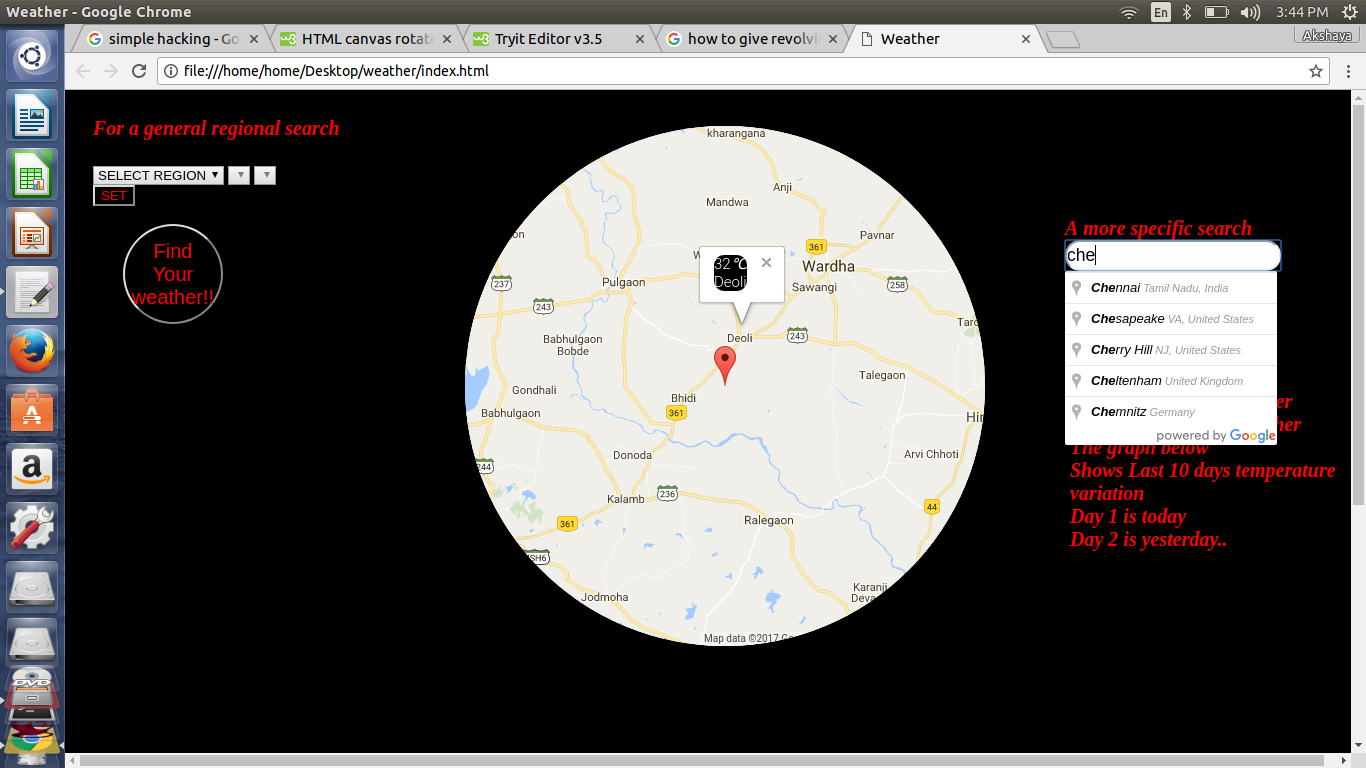 Weather - Google Chrome
En
3:44 PM
simple hacking - Go
HTML canvas rotat
Tryit Editor v3.5
how to give revolvi
Weather
Akshaya
file:///home/home/Desktop/weather/index.html
For a general regional search
SELECT REGION
SET
Find
Your
weather!!
kharangana
Anji
Mandwa
Pavnar
on
361
Wardha
32 °C
Deoli
Sawangi
237
Pulgaon
258
243
Deoli
243
Babhulgaon
Bobde
Talegaon
Gondhali
Bhidi
361
Babhulgaon
Hin
Donoda
Arvi Chhoti
244
Kalamb
236
44
361
Ralegaon
SH6
Karanji
Jodmoha
Map data ©2017
A more specific search
che
Chennai Tamil Nadu, India
Chesapeake VA, United States
Cherry Hill NJ, United States
Cheltenham United Kingdom
Chemnitz Germany
powered by Google
The graph below
Shows Last 10 days temperature
variation
Day 1 is today
Day 2 is yesterday..
DVD